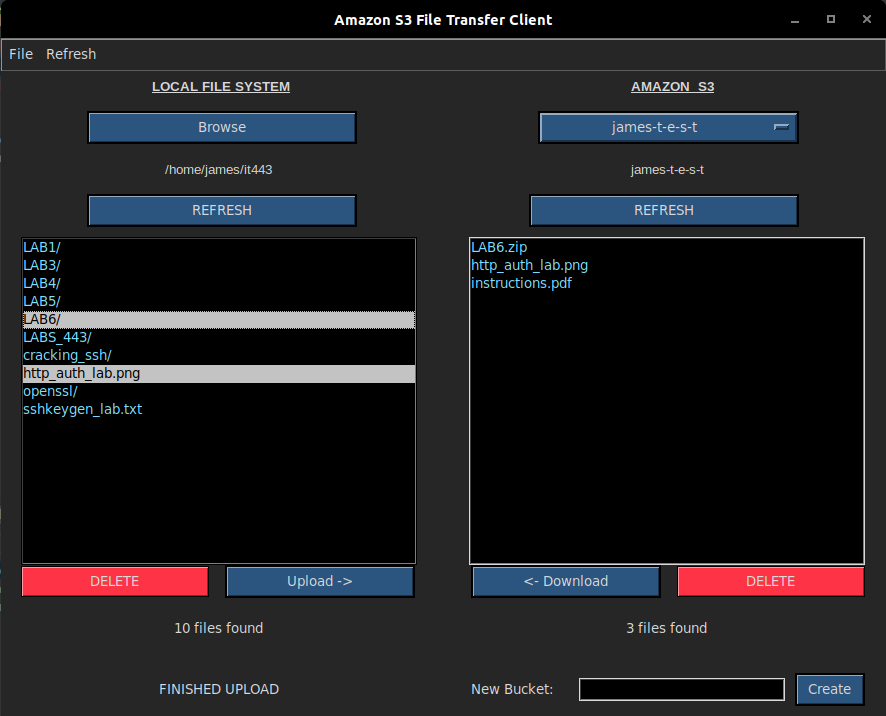 Amazon S3 File Transfer Client
File Refresh
LOCAL FILE SYSTEM
Browse
/home/james/it443
REFRESH
LAB1/
LAB3/
LAB4/
LAB5/
LAB6/
LABS_443/
cracking_ssh/
http_auth_lab.png
openssl/
sshkeygen_lab.txt
DELETE
Upload ->
10 files found
FINISHED UPLOAD
AMAZON S3
james-t-e-s-t
james-t-e-s-t
REFRESH
LAB6.zip
http_auth_lab.png
instructions.pdf
<- Download
DELETE
3 files found
New Bucket:
Create